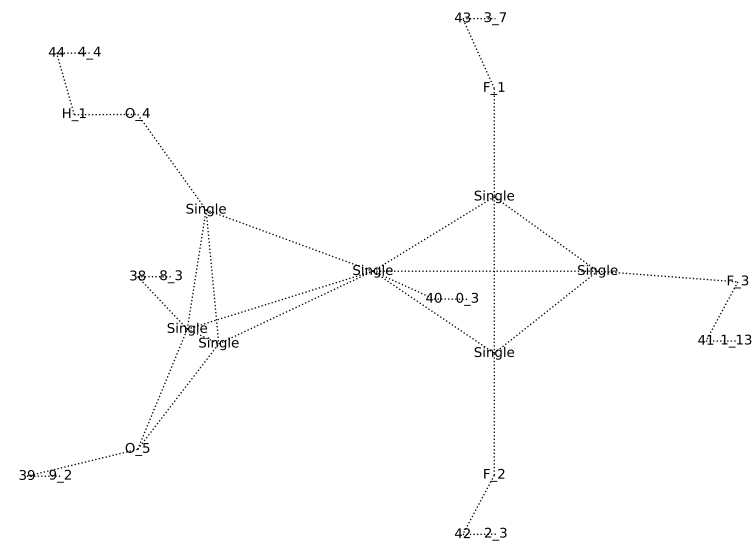 43 3_7
44 4_4
F_1
H_1 O_4
Single
Single
Single Single
38 8_3
F_3
40 0_3
Single
Single
41 1_13
Single
O_5
39 9_2
F_2
42 2_3